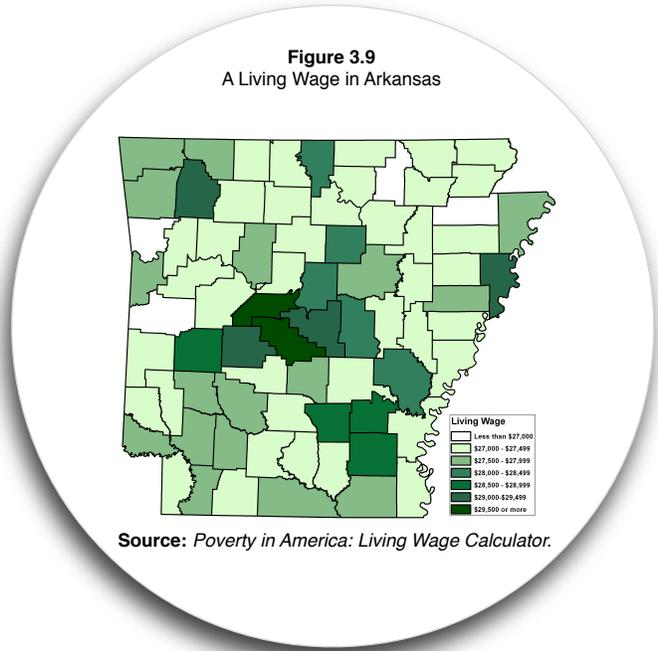 Figure 3.9
A Living Wage in Arkansas
Living Wage
Less than $27,000
$27,000 - $27,499
$27,500 - $27,999
$28,000 - $28,499
$28,500 - $28,999
$29,000-$29,499
$29,500 or more
Source: Poverty in America: Living Wage Calculator.